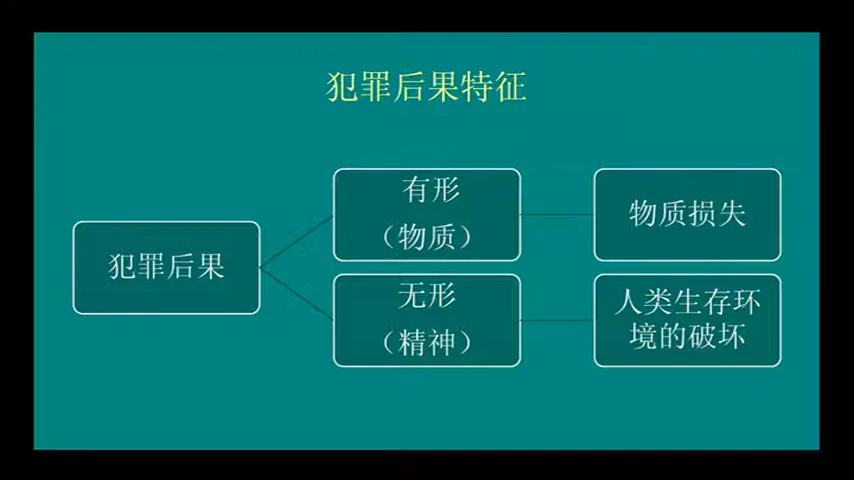 犯罪后果特征
犯罪后果
有形
（物质）
物质损失
无形
（精神）
人类生存环
境的破坏